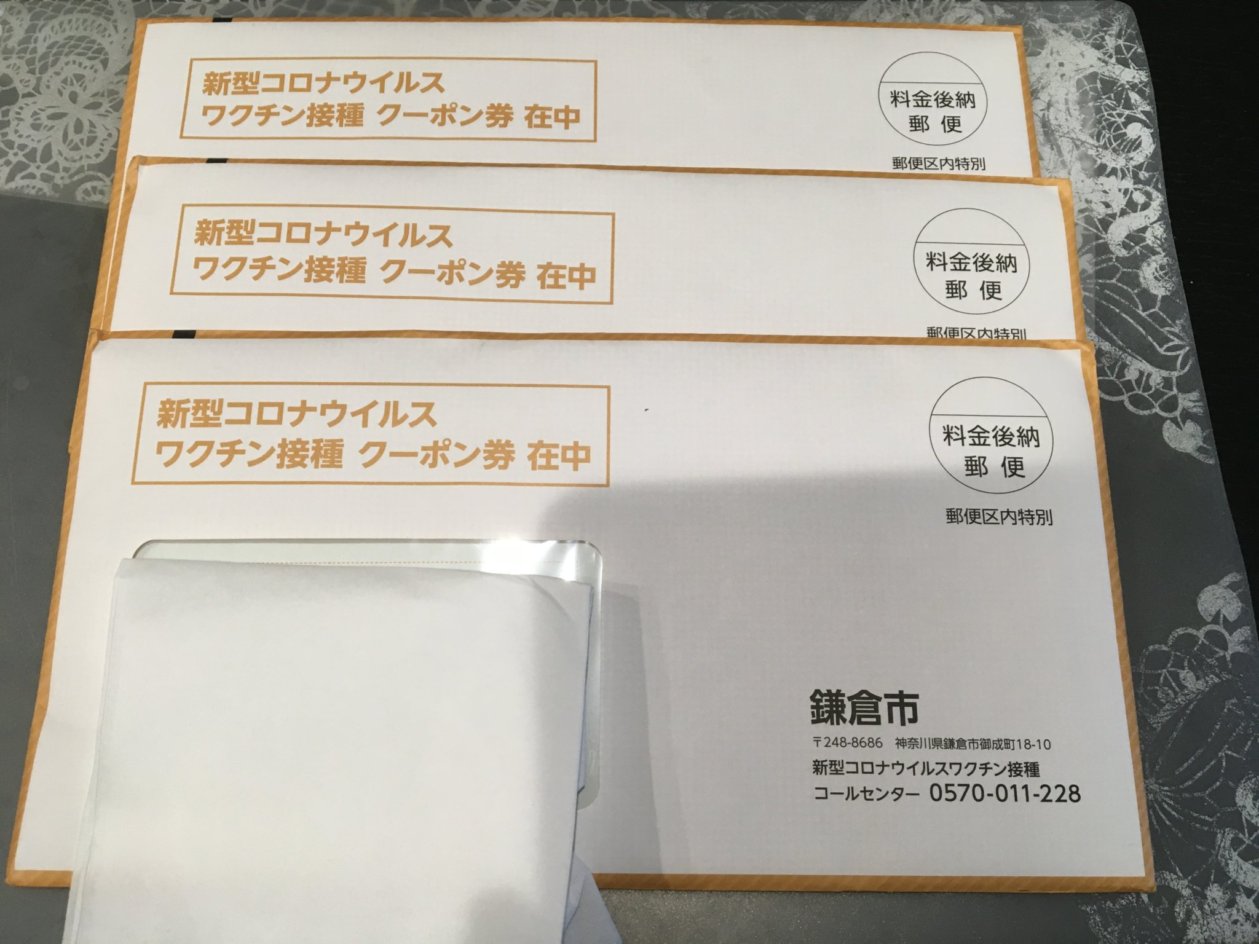 新型コロナウイルス
ワクチン接種 クーポン券 在中
料金後納
郵便
郵便区内特別
新型コロナウイルス
ワクチン接種 クーポン券 在中
料金後納
郵便
郵便区内特別
新型コロナウイルス
ワクチン接種 クーポン券 在中
料金後納
郵便
郵便区内特別
鎌倉市
〒248-8686 神奈川県鎌倉市御成町18-10
新型コロナウイルスワクチン接種
コールセンター 0570-011-228